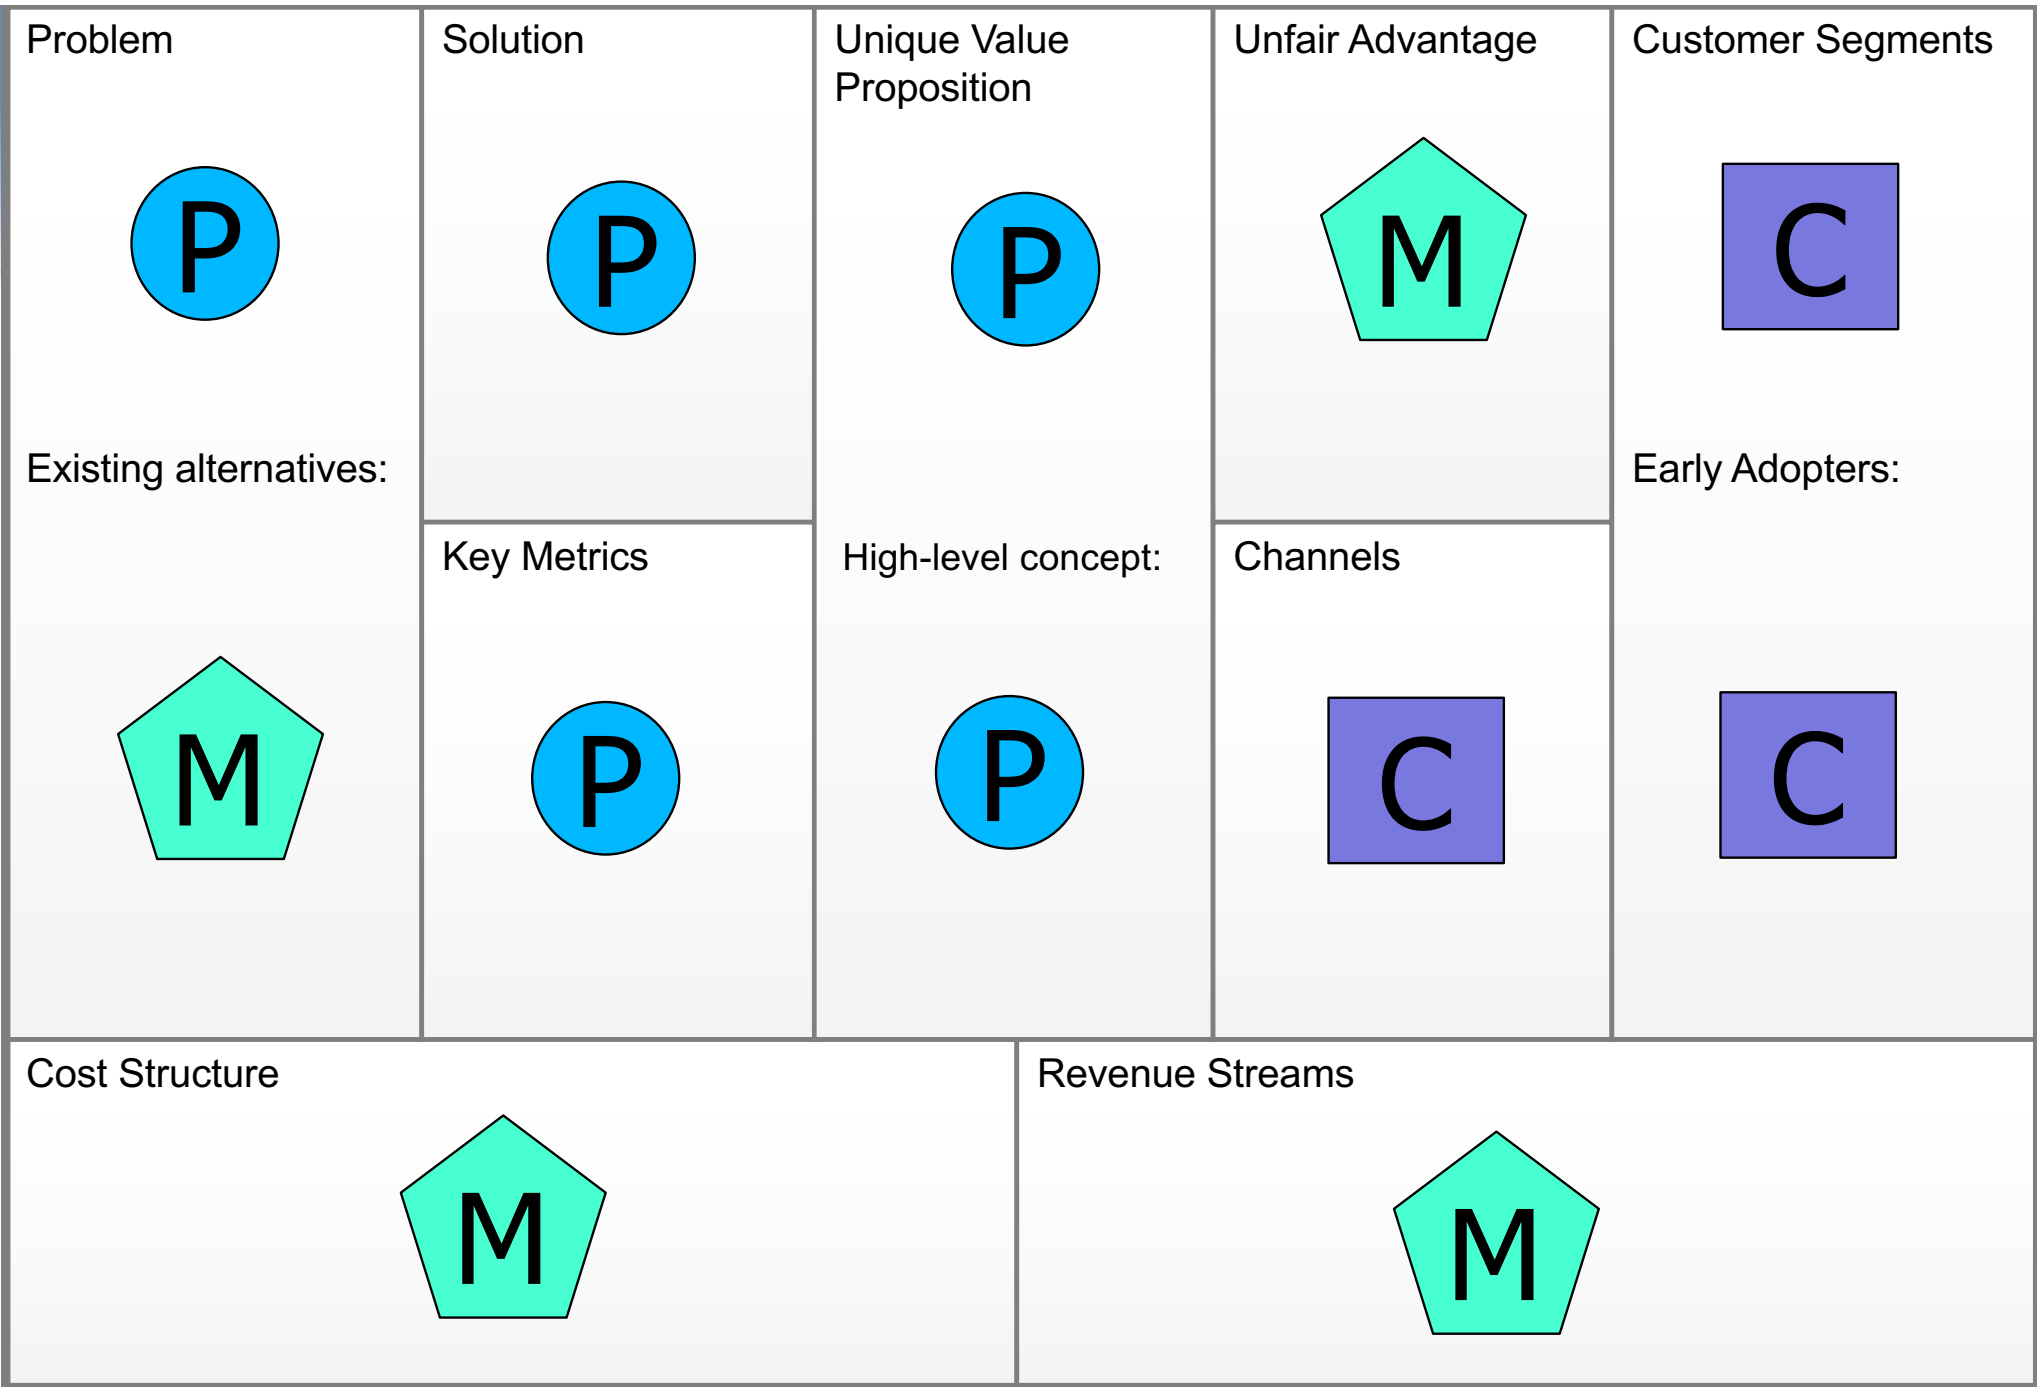 Problem
P
Existing alternatives:
M
Solution
P
Key Metrics
P
Unique Value
Proposition
P
High-level concept:
P
Unfair Advantage
M
Channels
C
Customer Segments
C
Early Adopters:
C
Cost Structure
M
Revenue Streams
M